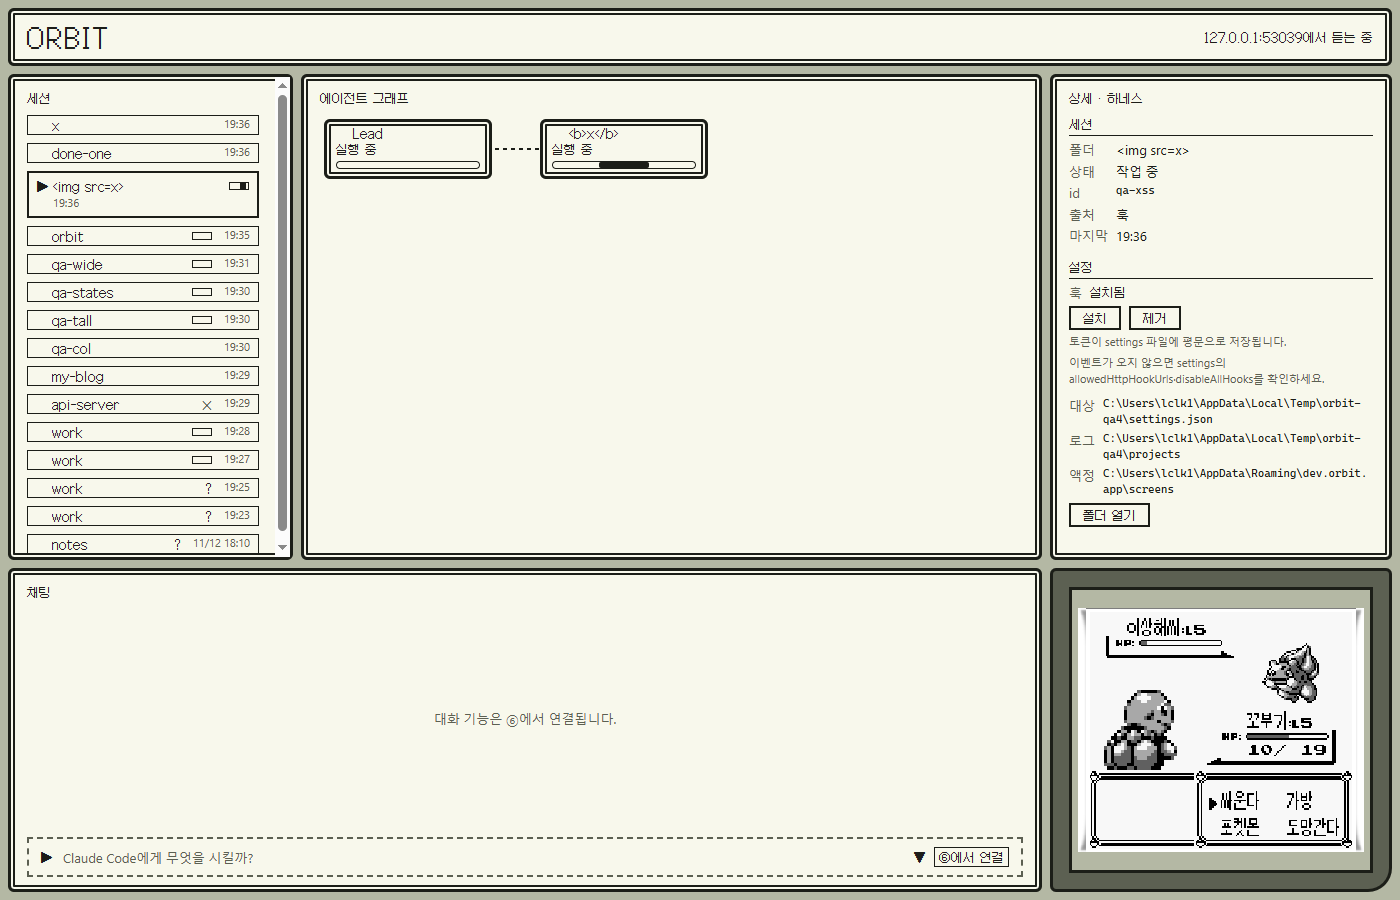 ORBIT
127.0.0.1:53039에서 듣는 중
세션
x 19:36
done-one 19:36
▶ <img src=x>
19:36
orbit 19:35
qa-wide 19:31
qa-states 19:30
qa-tall 19:30
qa-col 19:30
my-blog 19:29
api-server × 19:29
work 19:28
work 19:27
work ? 19:25
work ? 19:23
notes ? 11/12 18:10
에이전트 그래프
Lead
실행 중
<b>x</b>
실행 중
상세 · 하네스
세션
폴더 <img src=x>
상태 작업 중
id qa-xss
출처 훅
마지막 19:36
설정
훅 설치됨
설치 제거
토큰이 settings 파일에 평문으로 저장됩니다.
이벤트가 오지 않으면 settings의
allowedHttpHookUrls·disableAllHooks를 확인하세요.
대상 C:\Users\lclk1\AppData\Local\Temp\orbit-
qa4\settings.json
로그 C:\Users\lclk1\AppData\Local\Temp\orbit-
qa4\projects
액정 C:\Users\lclk1\AppData\Roaming\dev.orbit.
app\screens
폴더 열기
채팅
대화 기능은 ⑥에서 연결됩니다.
▶ Claude Code에게 무엇을 시킬까? ▼ ⑥에서 연결
이상해씨:L5
HP:
꼬부기:L5
HP:
10/ 19
▶싸운다 가방
포켓몬 도망간다